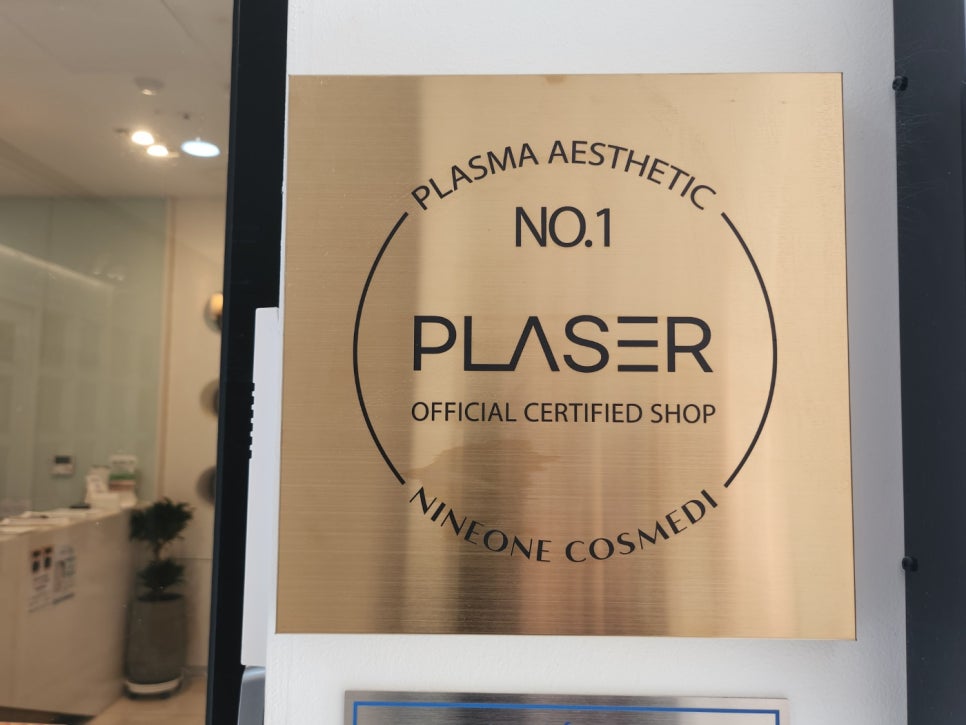 PLASMA AESTHETIC
NO.1
PLASER
OFFICIAL CERTIFIED SHOP
NINEONE COSMEDI